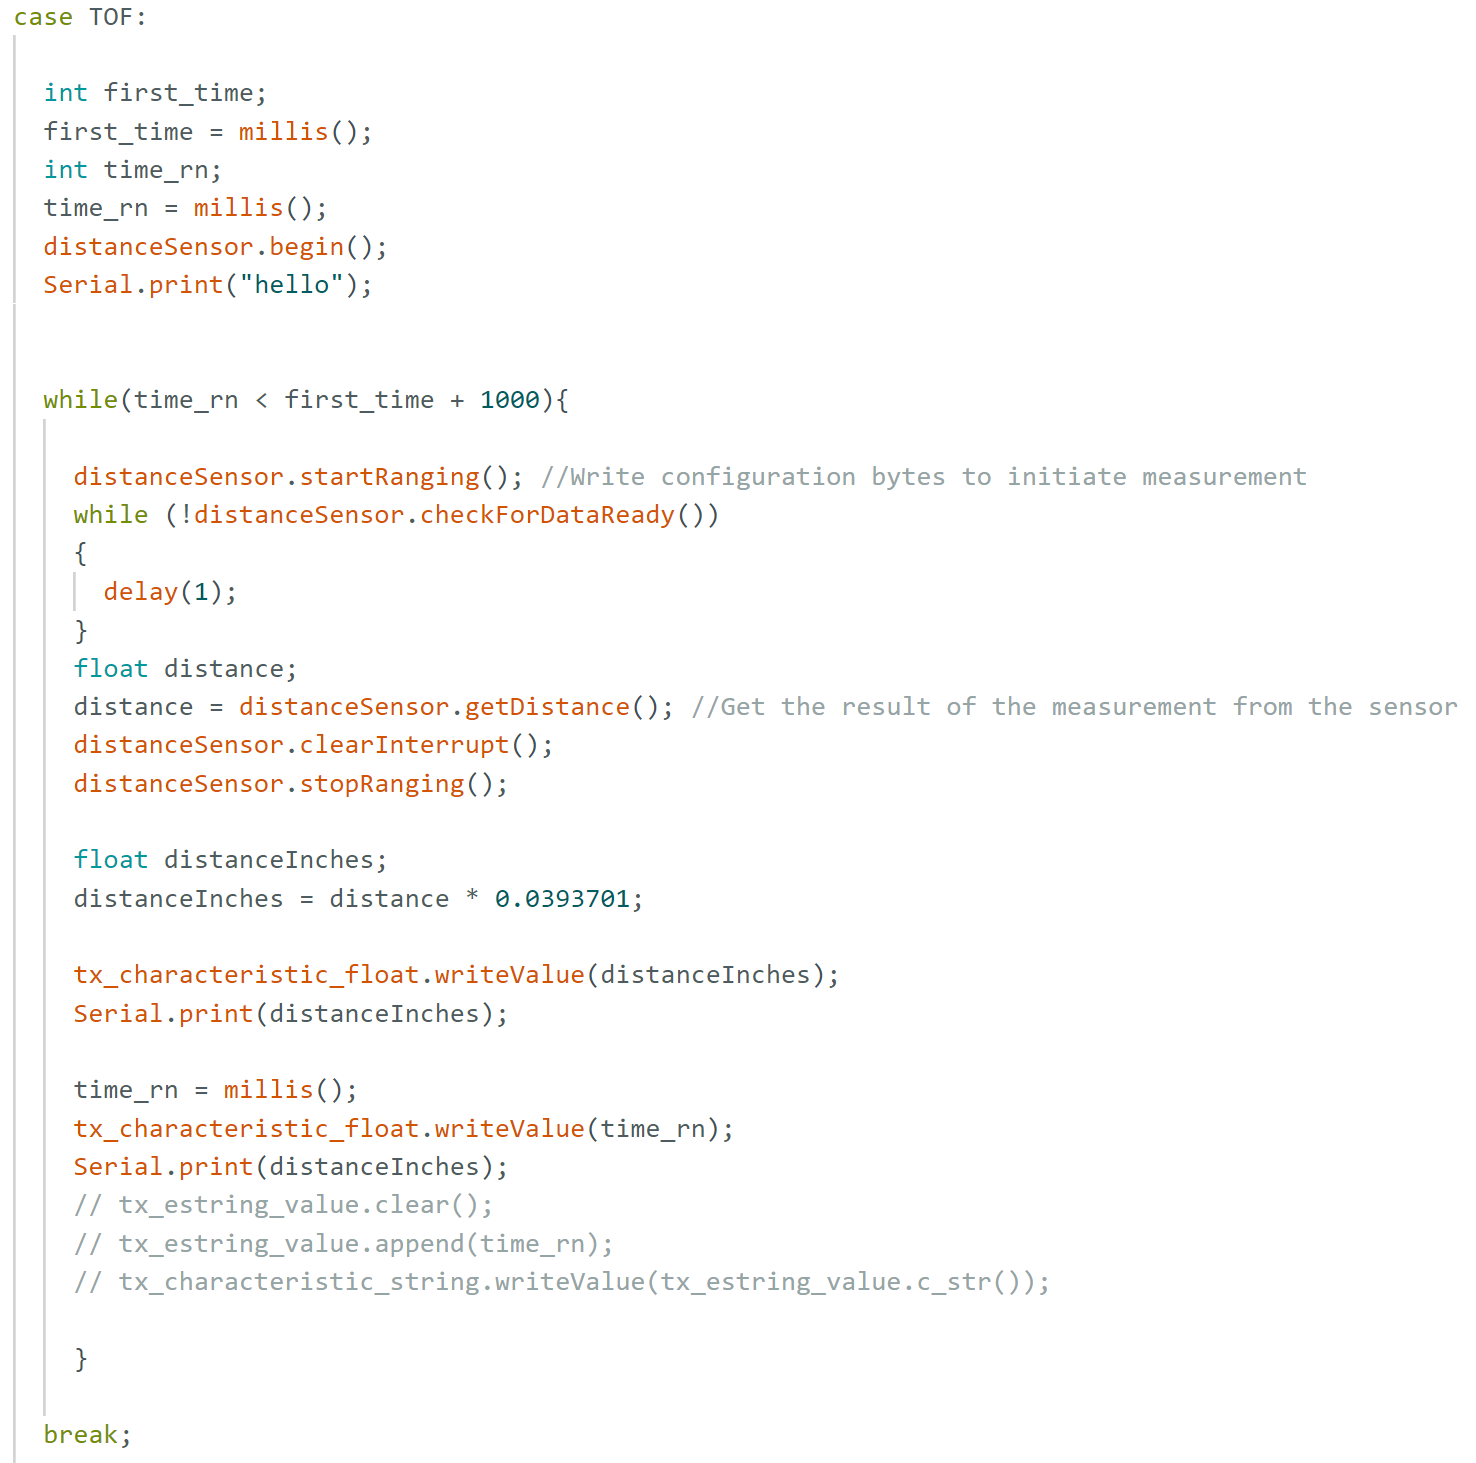 case TOF:
int first_time;
first_time = millis();
int time_rn;
time_rn = millis();
distanceSensor.begin();
Serial.print("hello");
while(time_rn < first_time + 1000){
distanceSensor.startRanging(); //Write configuration bytes to initiate measurement
while (!distanceSensor.checkForDataReady())
{
delay(1);
}
float distance;
distance = distanceSensor.getDistance(); //Get the result of the measurement from the sensor
distanceSensor.clearInterrupt();
distanceSensor.stopRanging();
float distanceInches;
distanceInches = distance * 0.0393701;
tx_characteristic_float.writeValue(distanceInches);
Serial.print(distanceInches);
time_rn = millis();
tx_characteristic_float.writeValue(time_rn);
Serial.print(distanceInches);
// tx_estring_value.clear();
// tx_estring_value.append(time_rn);
// tx_characteristic_string.writeValue(tx_estring_value.c_str());
}
break;